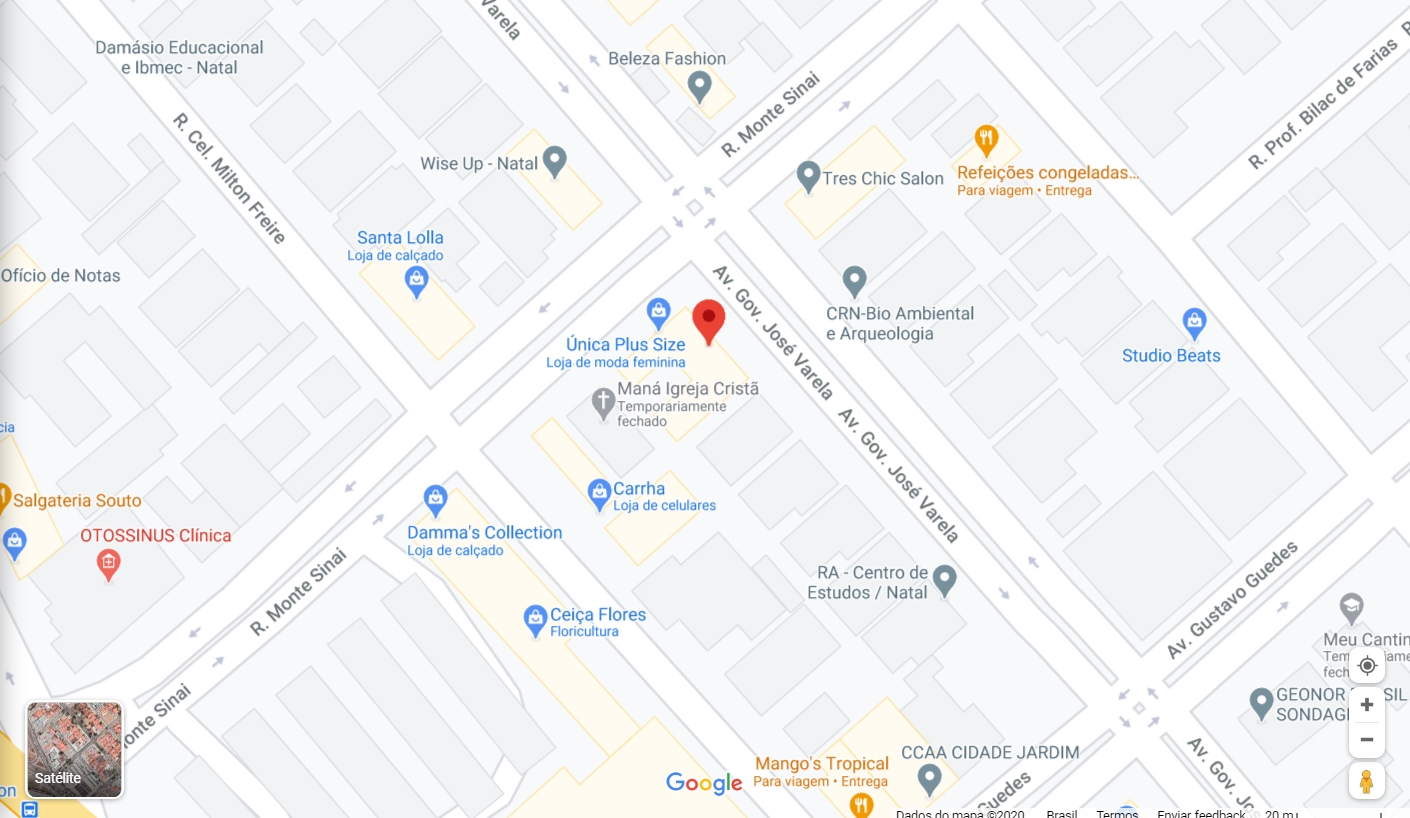 Varela
Damásio Educacional
e Ibmec - Natal
Beleza Fashion
R. Monte Sinai
R. Prof. Bilac de Farias
R. Cel. Milton Freire
Wise Up - Natal
Tres Chic Salon
Refeições congeladas...
Para viagem • Entrega
Santa Lolla
Loja de calçado
Ofício de Notas
Av. Gov. José Varela
CRN-Bio Ambiental
e Arqueologia
Única Plus Size
Loja de moda feminina
Studio Beats
Maná Igreja Cristã
Temporariamente
fechado
cia
Av. Gov. José Varela
Salgateria Souto
Carrha
Loja de celulares
OTOSSINUS Clínica
Damma's Collection
Loja de calçado
R. Monte Sinai
RA - Centro de
Estudos / Natal
Av. Gustavo Guedes
Ceiça Flores
Floricultura
Meu Cantin
fech
GEONOR
SIL
SONDAG
onte Sinai
Av. Gov. Jo
Satélite
on
Mango's Tropical
Para viagem • Entrega
CCAA CIDADE JARDIM
Guedes
Google
Dados do mapa ©2020
Brasil
Termos
Enviar feedback
20 m